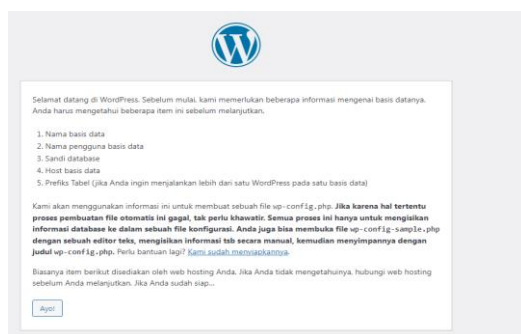 Selamat datang di WordPress. Sebelum mulai, kami memerlukan beberapa informasi mengenai basis datanya.
Anda harus mengetahui beberapa item ini sebelum melanjutkan.
1. Nama basis data
2. Nama pengguna basis data
3. Sandi database
4. Host basis data
5. Prefiks Tabel (jika Anda ingin menjalankan lebih dari satu WordPress pada satu basis data)
Kami akan menggunakan informasi ini untuk membuat sebuah file wp-config.php. Jika karena hal tertentu
proses pembuatan file otomatis ini gagal, tak perlu khawatir. Semua proses ini hanya untuk mengisikan
informasi database ke dalam sebuah file konfigurasi. Anda juga bisa membuka file wp-config-sample.php
dengan sebuah editor teks, mengisikan informasi tsb secara manual, kemudian menyimpannya dengan
judul wp-config.php. Perlu bantuan lagi? Kami sudah menyiapkannya.
Biasanya item berikut disediakan oleh web hosting Anda. Jika Anda tidak mengetahuinya, hubungi web hosting
sebelum Anda melanjutkan. Jika Anda sudah siap...
Ayo!